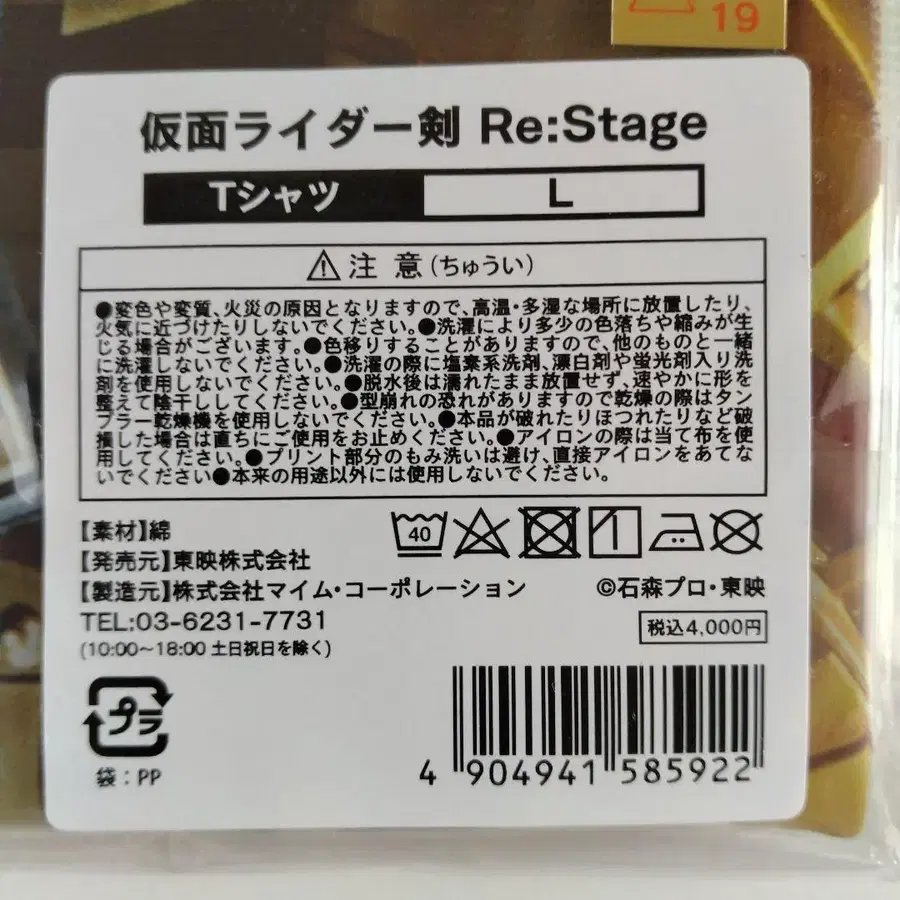 19
仮面ライダー剣 Re:Stage
Tシャツ L
注 意 (ちゅうい)
●変色や変質、火災の原因となりますので、高温・多湿な場所に放置したり、
火気に近づけたりしないでください。●洗濯により多少の色落ちや縮みが生
じる場合がございます。●色移りすることがありますので、他のものと一緒
に洗濯しないでください。●洗濯の際に塩素系洗剤、漂白剤や蛍光剤入り洗
剤を使用しないでください。●脱水後は濡れたまま放置せず、速やかに形を
整えて陰干ししてください。●型崩れの恐れがありますので乾燥の際はタン
ブラー乾燥機を使用しないでください。●本品が破れたりほつれたりなど破
損した場合は直ちにご使用をお止めください。●アイロンの際は当て布を使
用してください。●プリント部分のもみ洗いは避け、直接アイロンをあてな
いでください●本来の用途以外には使用しないでください。
40
【素材】綿
【発売元】東映株式会社
【製造元】株式会社マイム・コーポレーション
©石森プロ・東映
TEL:03-6231-7731
税込4,000円
(10:00〜18:00 土日祝日を除く)
プラ
袋：PP
4 904941 585922